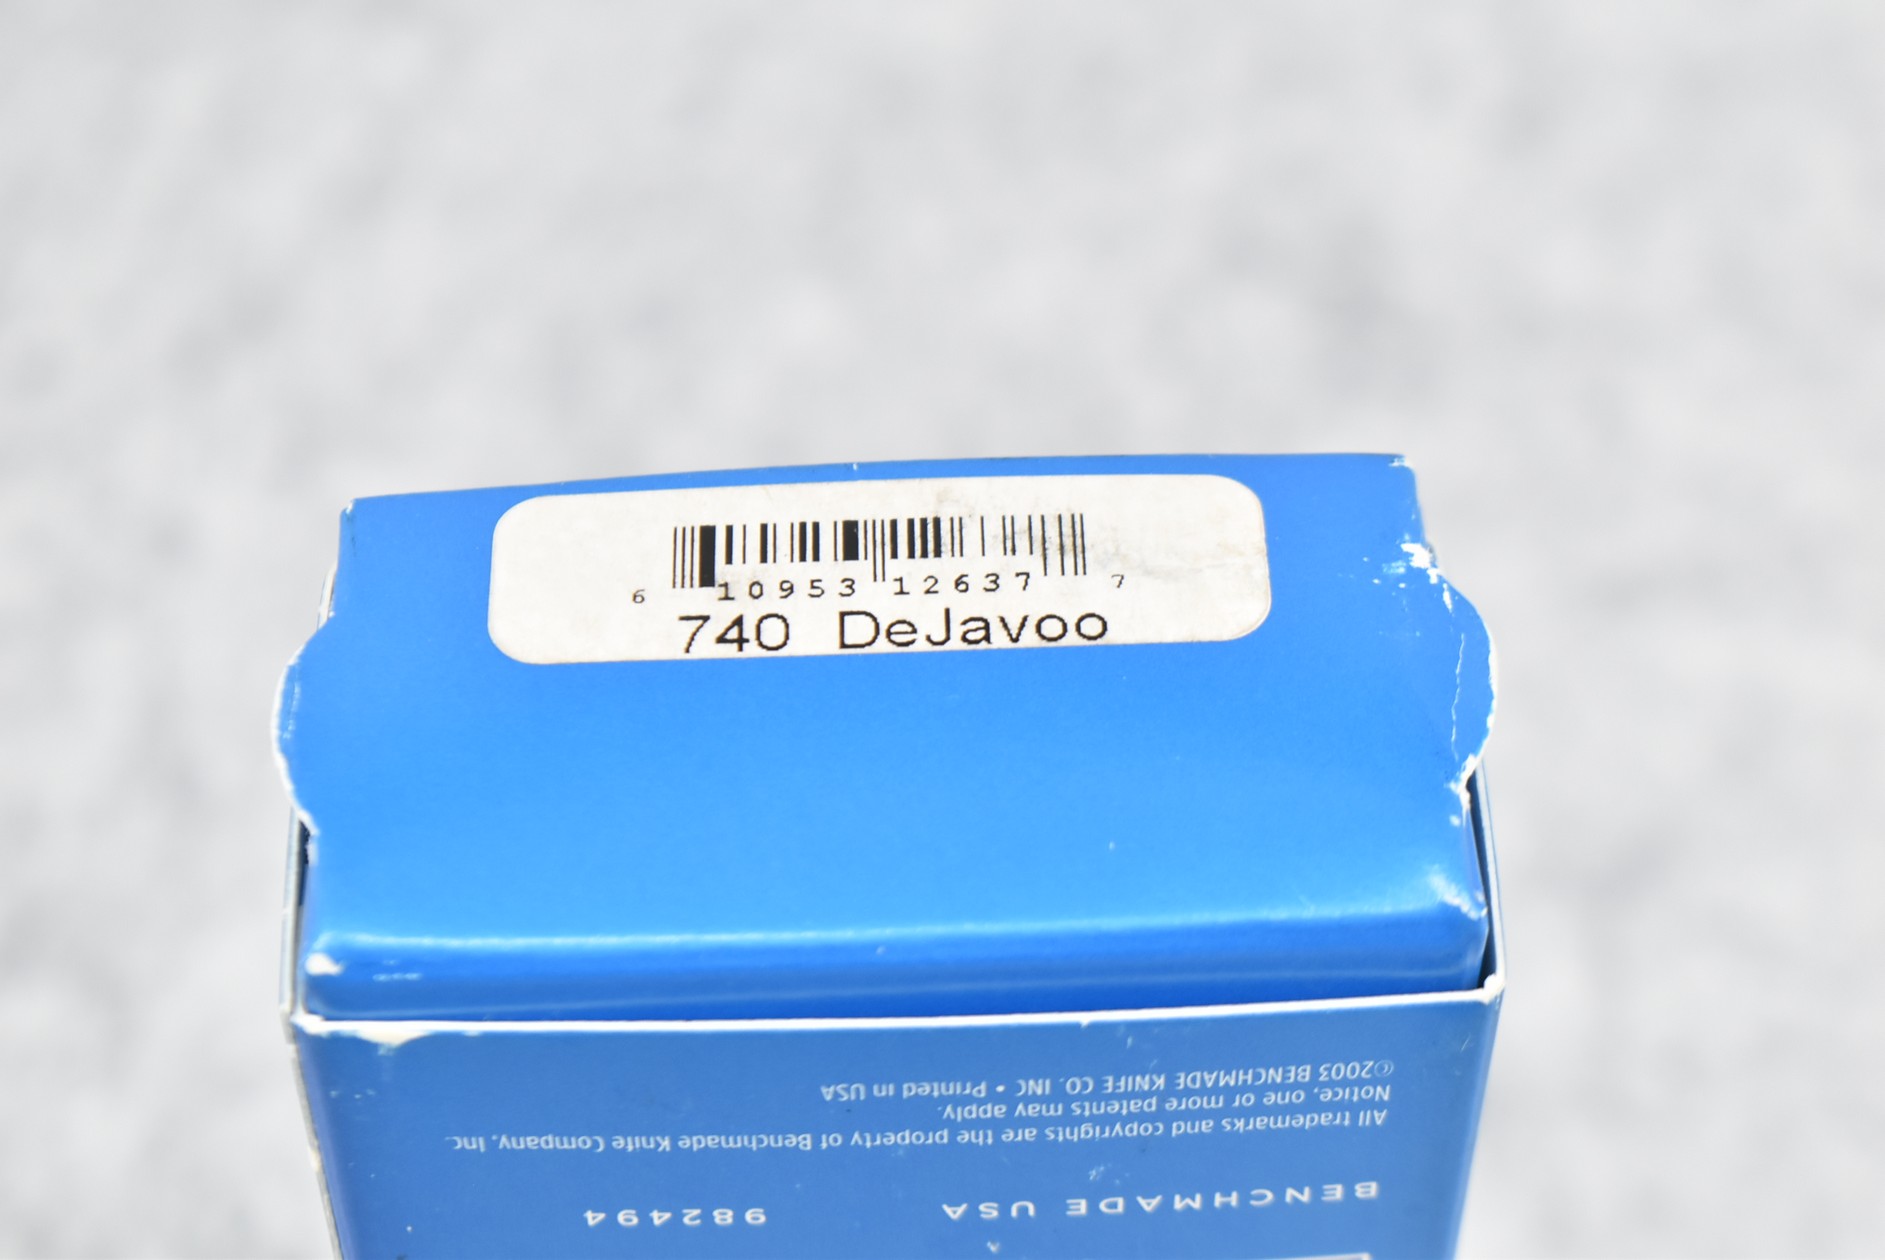 6 10953 12637 7
740 DeJavoo
©2003 BENCHMADE KNIFE CO. INC • Printed in USA
Notice, one or more patents may apply.
All trademarks and copyrights are the property of Benchmade Knife Company, Inc.
BENCHMADE USA 982494